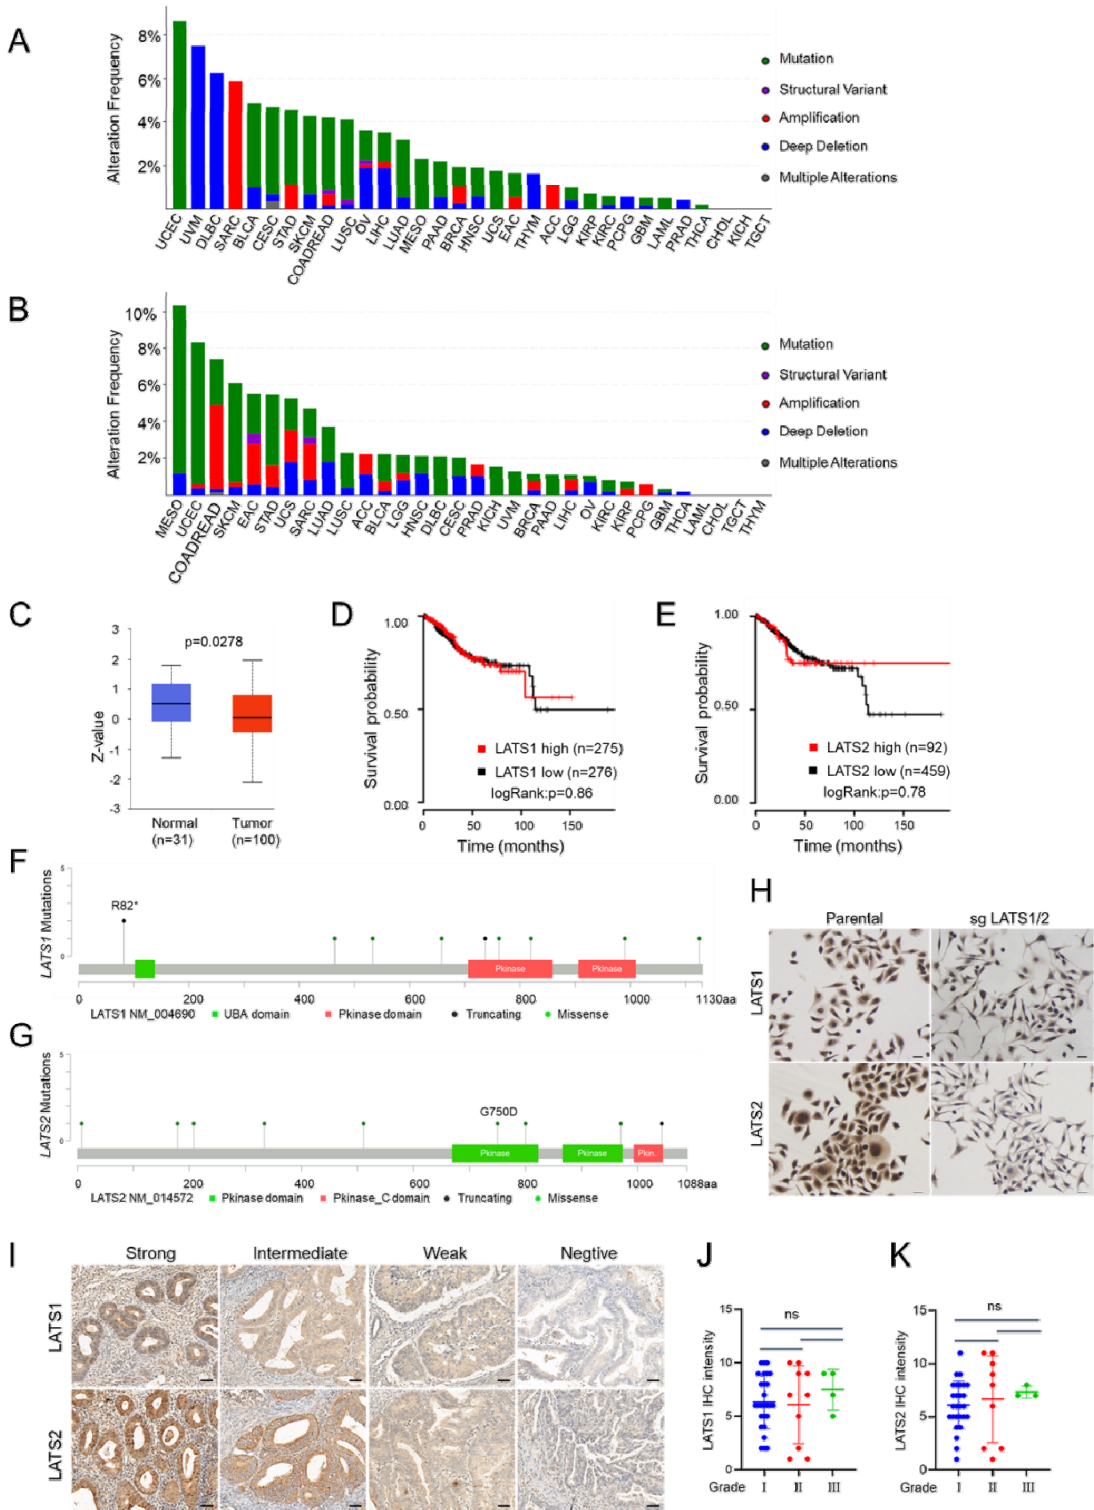 A
Alteration Frequency
8%
6%
4%
2%
UCEC
UVM
DLBC
SARC
BLCA
CESC
STAD
SKCM
COADREAD
LUSC
OV
LIHC
LUAD
MESO
PAAD
BRCA
HNSC
UCS
EAC
THYM
ACC
LGG
KIRP
KIRC
PCPG
GBM
LAML
PRAD
THCA
CHOL
KICH
TGCT
Mutation
Structural Variant
Amplification
Deep Deletion
Multiple Alterations
B
Alteration Frequency
10%
8%
6%
4%
2%
MESO
UCEC
COADREAD
SKCM
EAC
STAD
UCS
SARC
LUAD
LUSC
ACC
BLCA
LGG
HNSC
DLBC
CESC
PRAD
KICH
UVM
BRCA
PAAD
LIHC
OV
KIRC
KIRP
PCPG
GBM
THCA
LAML
CHOL
TGCT
THYM
Mutation
Structural Variant
Amplification
Deep Deletion
Multiple Alterations
C
Z-value
3
2
1
0
-1
-2
-3
p=0.0278
Normal
(n=31)
Tumor
(n=100)
D
Survival probability
1.00
0.50
0.00
LATS1 high (n=275)
LATS1 low (n=276)
logRank:p=0.86
0 50 100 150
Time (months)
E
Survival probability
1.00
0.50
0.00
LATS2 high (n=92)
LATS2 low (n=459)
logRank:p=0.78
0 50 100 150
Time (months)
F
LATS1 Mutations
5
0
R82*
Pkinase
Pkinase
0 200 400 600 800 1000 1130aa
LATS1 NM_004690 UBA domain Pkinase domain Truncating Missense
G
LATS2 Mutations
5
0
G750D
Pkinase
Pkinase
Pkin..
0 200 400 600 800 1000 1088aa
LATS2 NM_014572 Pkinase domain Pkinase_C domain Truncating Missense
H
Parental
sg LATS1/2
LATS1
LATS2
I
Strong
Intermediate
Weak
Negtive
LATS1
LATS2
J
LATS1 IHC intensity
15
10
5
0
ns
Grade I II III
K
LATS2 IHC intensity
15
10
5
0
ns
Grade I II III